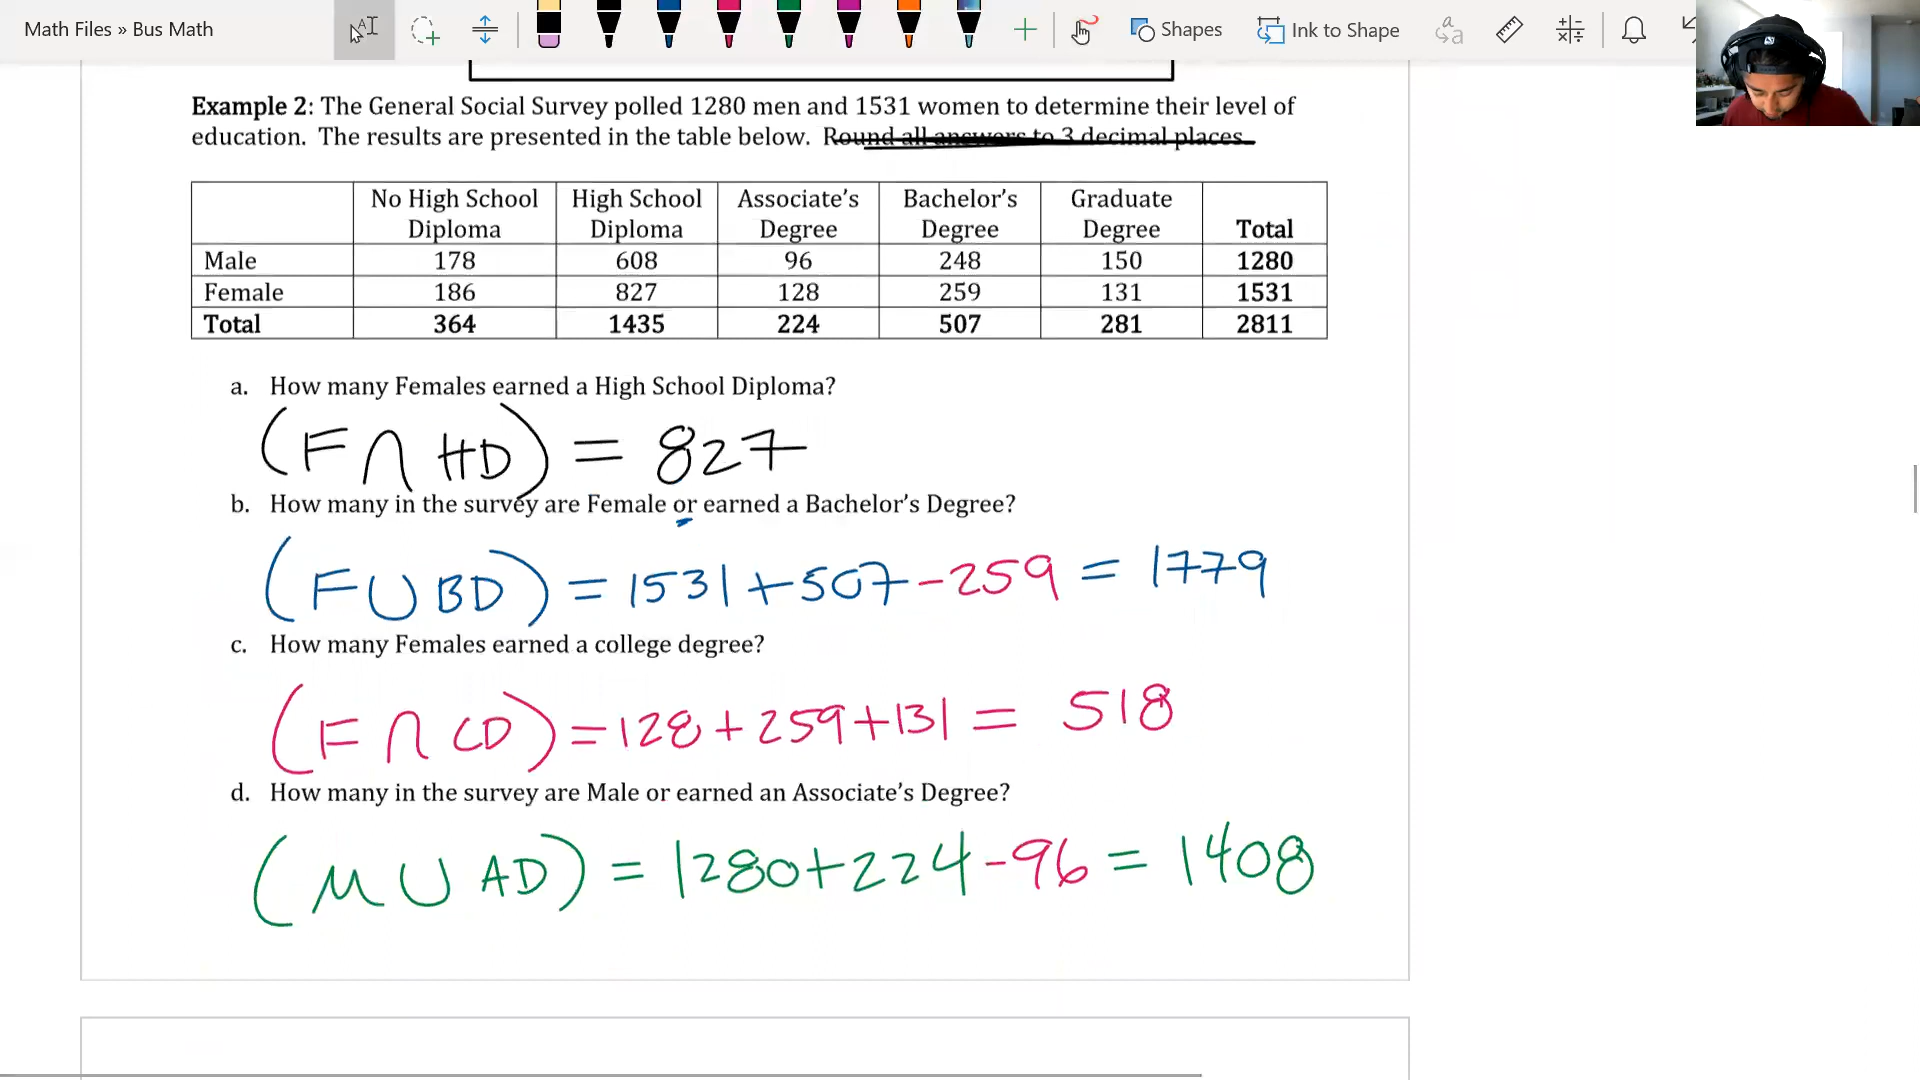 Math Files » Bus Math
Shapes
Ink to Shape
Example 2: The General Social Survey polled 1280 men and 1531 women to determine their level of
education. The results are presented in the table below. Round all answers to 3 decimal places.
No High School Diploma High School Diploma Associate's Degree Bachelor's Degree Graduate Degree Total
Male 178 608 96 248 150 1280
Female 186 827 128 259 131 1531
Total 364 1435 224 507 281 2811
a. How many Females earned a High School Diploma?
(F ∩ HD) = 827
b. How many in the survey are Female or earned a Bachelor's Degree?
(F ∪ BD) = 1531 + 507 - 259 = 1779
c. How many Females earned a college degree?
(F ∩ CD) = 128 + 259 + 131 = 518
d. How many in the survey are Male or earned an Associate's Degree?
(M ∪ AD) = 1280 + 224 - 96 = 1408